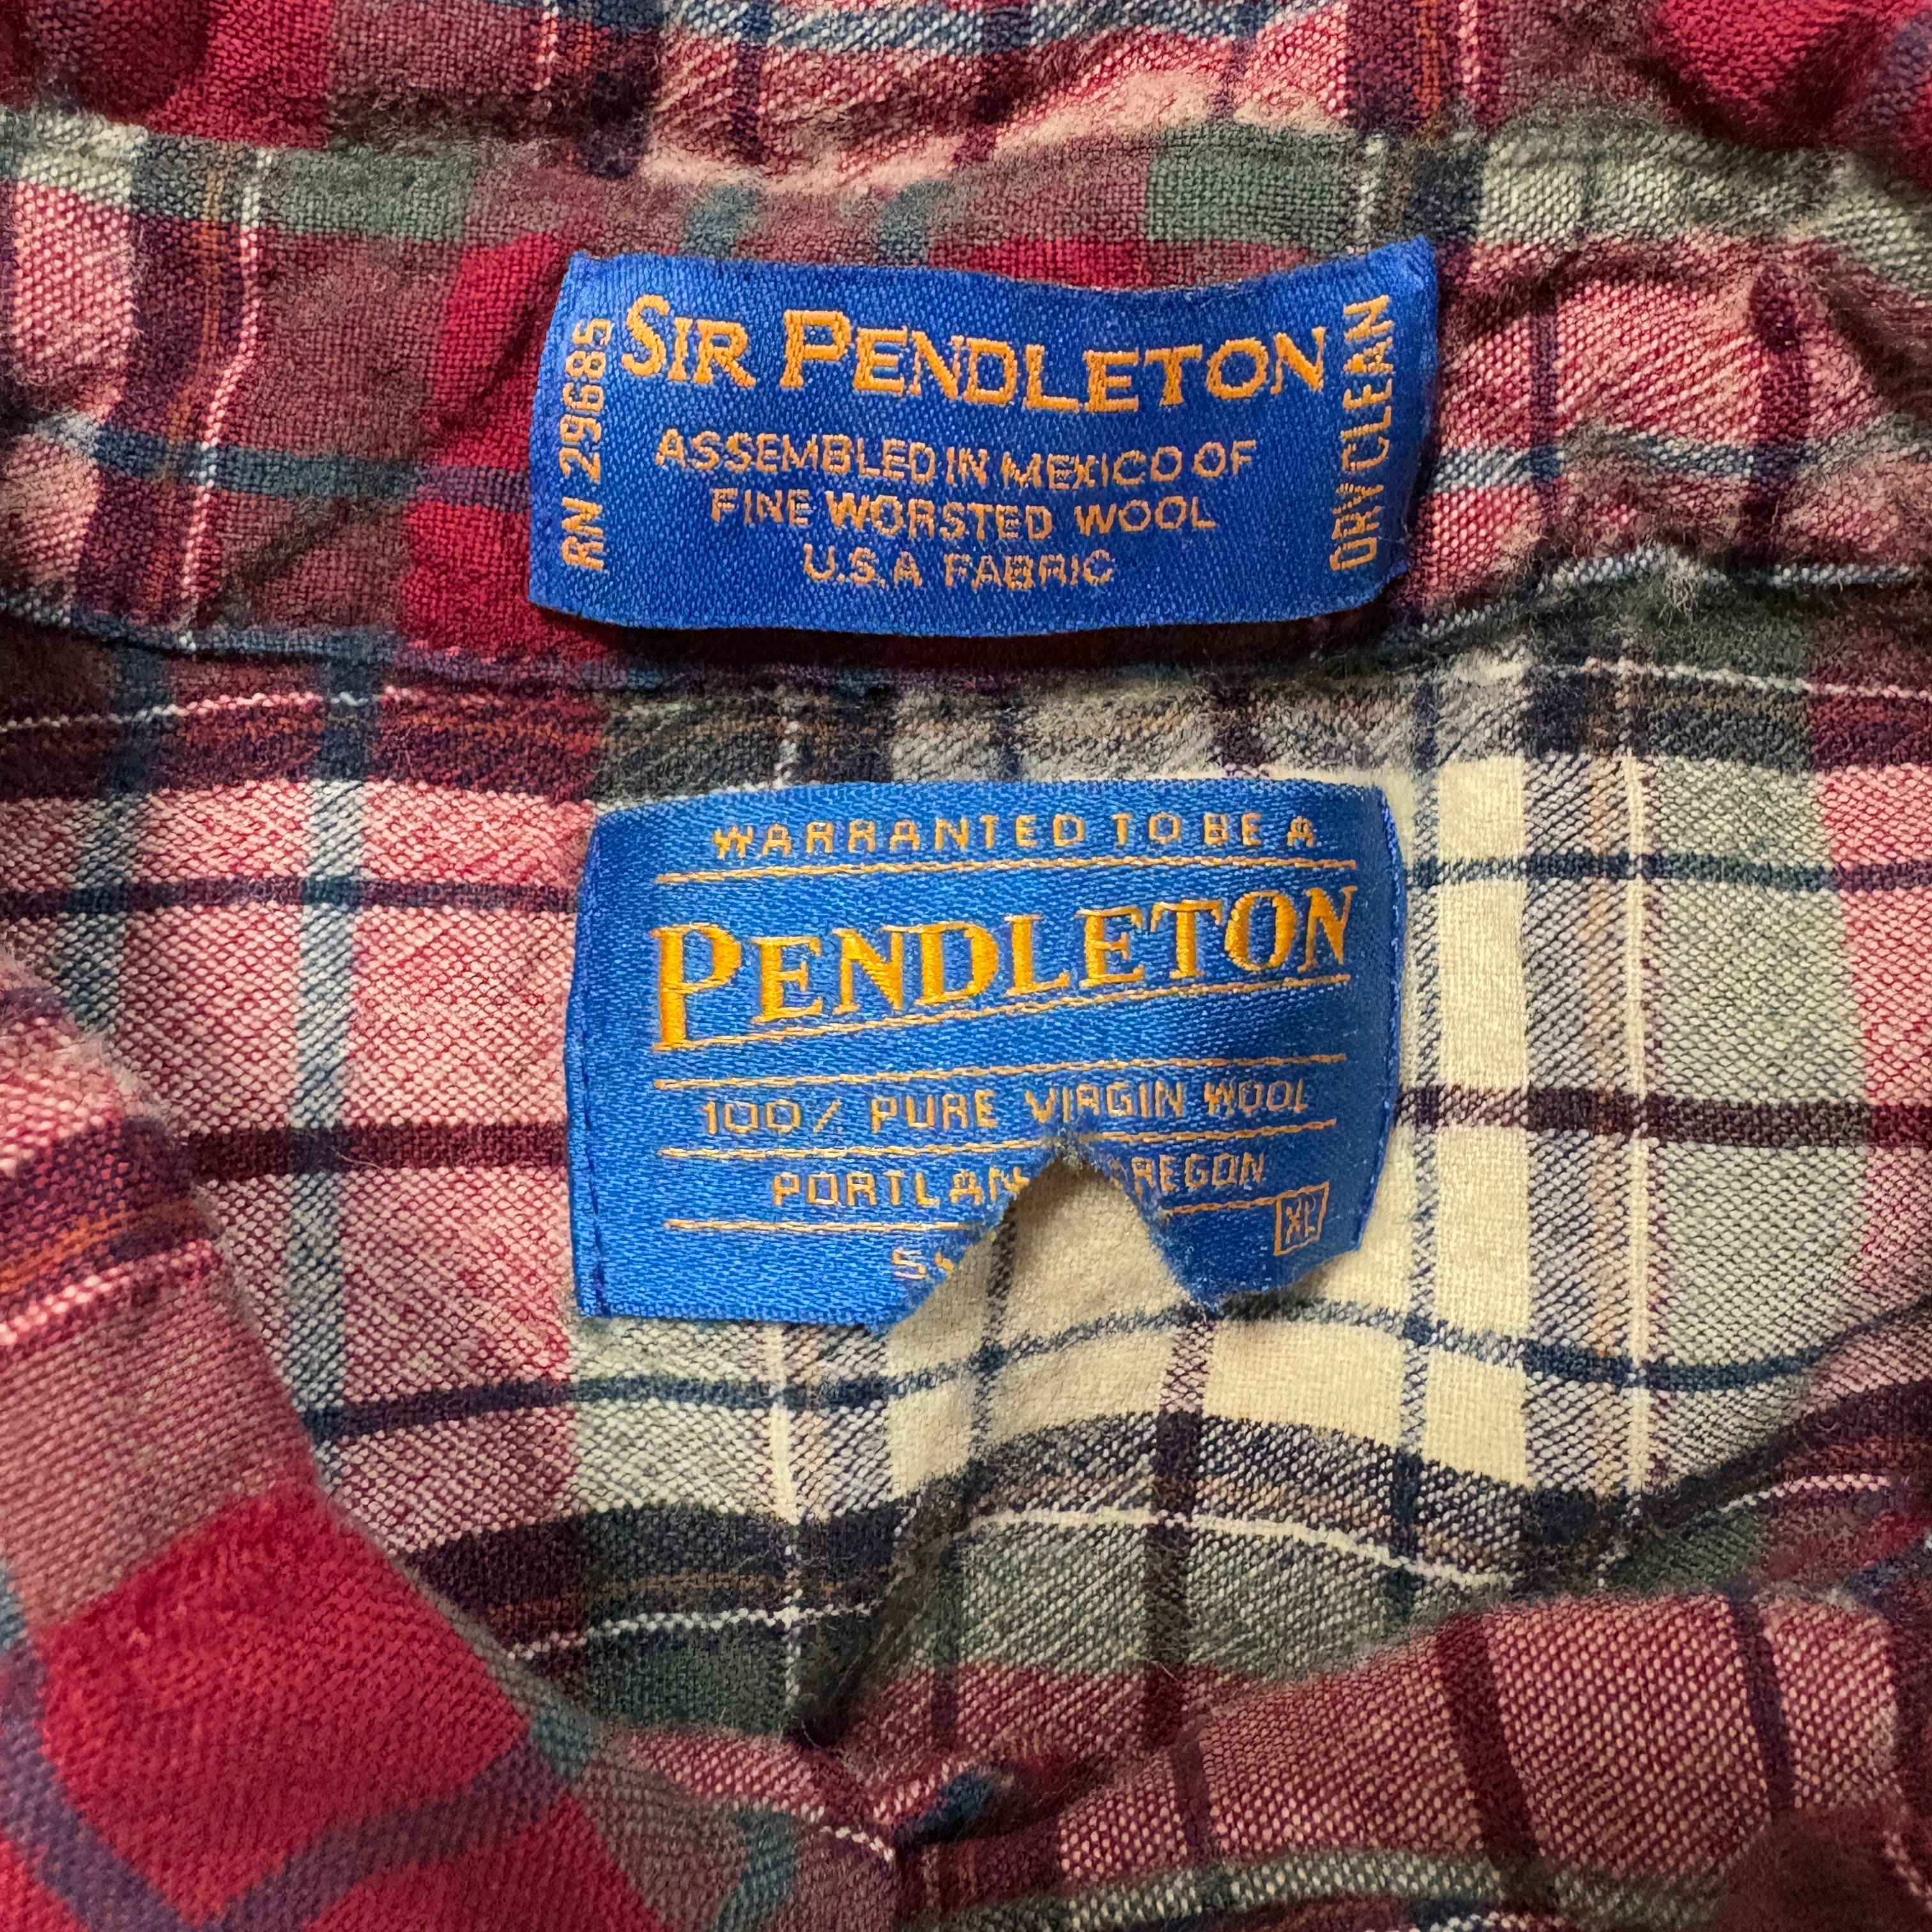 SIR PENDLETON
RN 29685
ASSEMBLED IN MEXICO OF
FINE WORSTED WOOL
U.S.A FABRIC
DRY CLEAN
WARRANTED TO BE A
PENDLETON
100% PURE VIRGIN WOOL
PORTLAN OREGON
XL